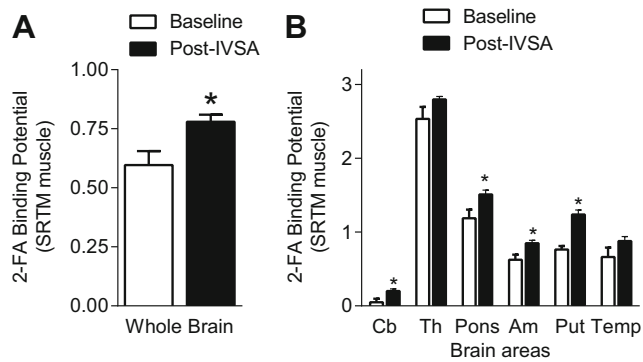 A
Baseline
Post-IVSA
2-FA Binding Potential
(SRTM muscle)
1.00
0.75
0.50
0.25
0.00
*
Whole Brain
B
Baseline
Post-IVSA
2-FA Binding Potential
(SRTM muscle)
3
2
1
0
* * * *
Cb Th Pons Am Put Temp
Brain areas